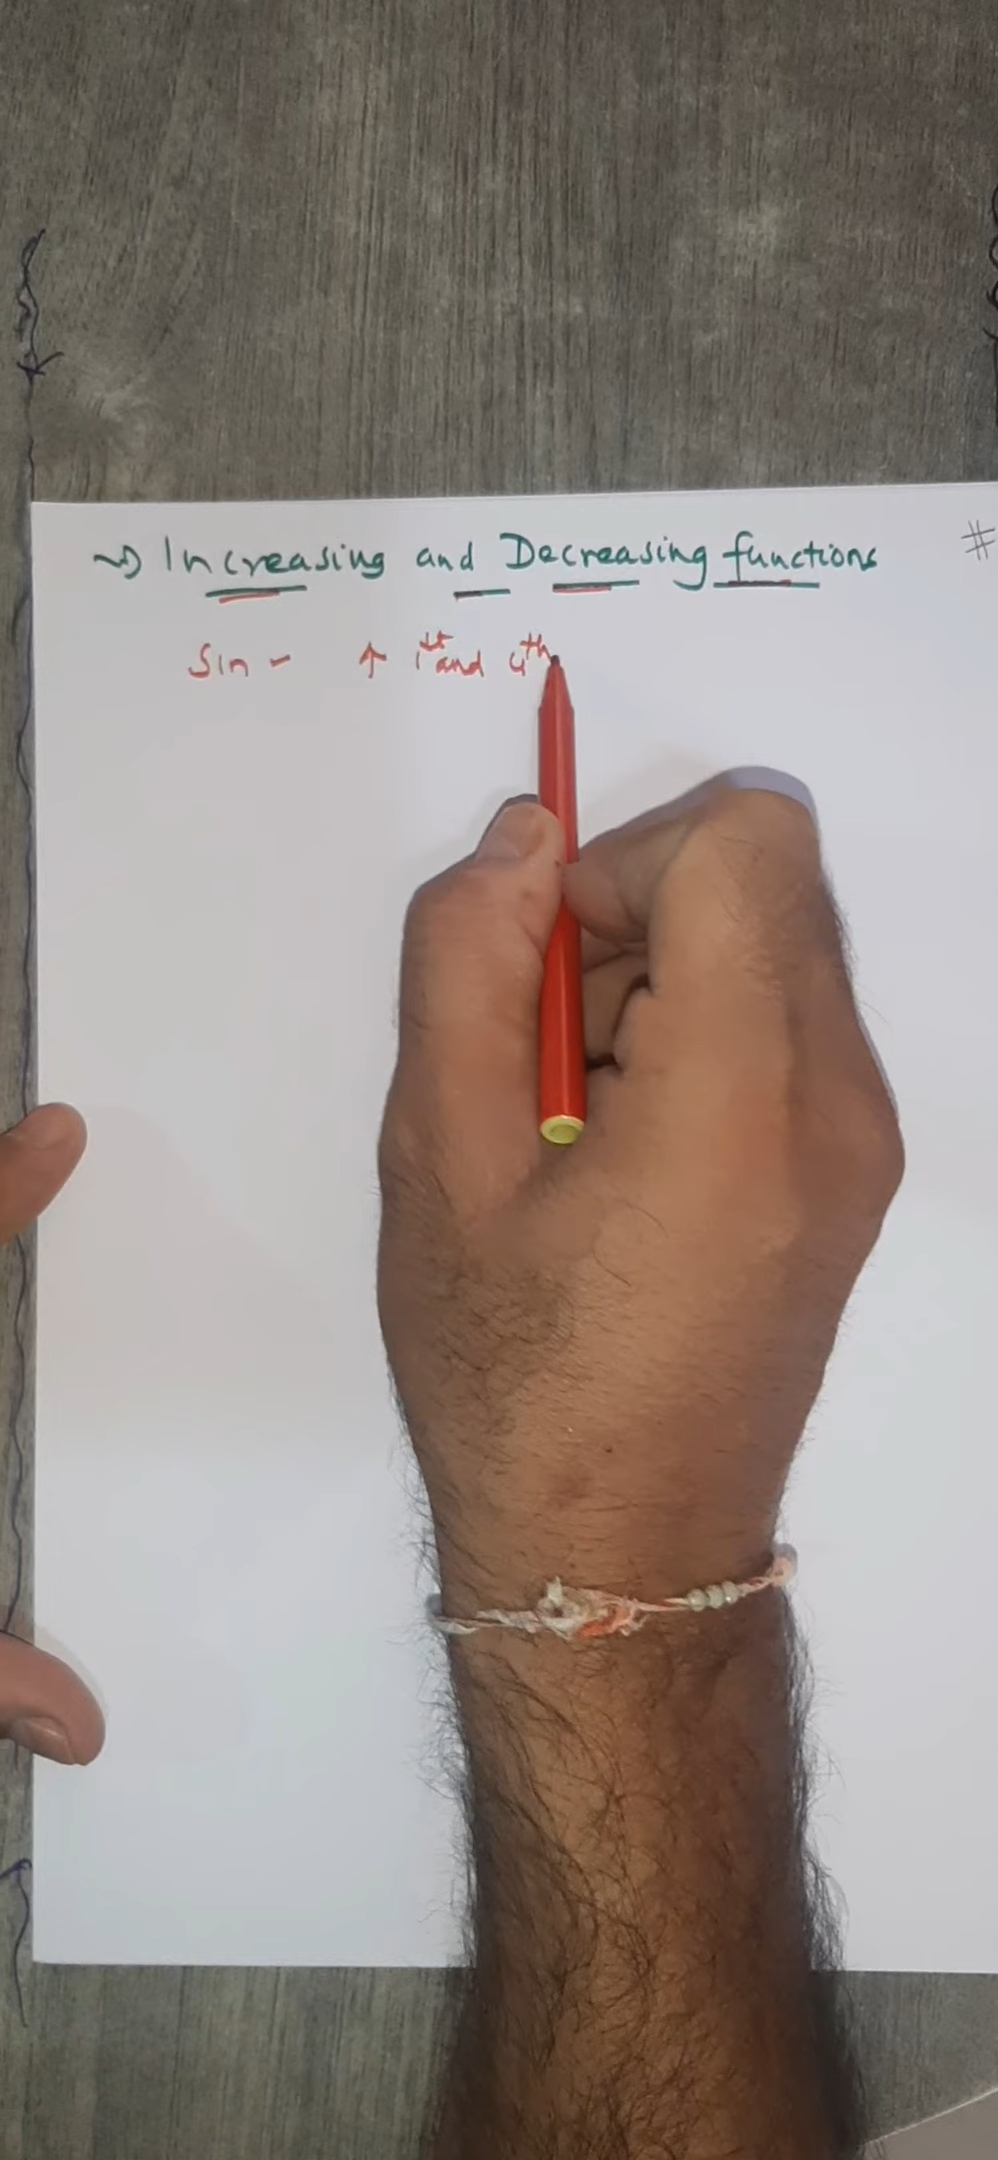 ~> Increasing and Decreasing functions #
Sin - ↑ 1st and 4th